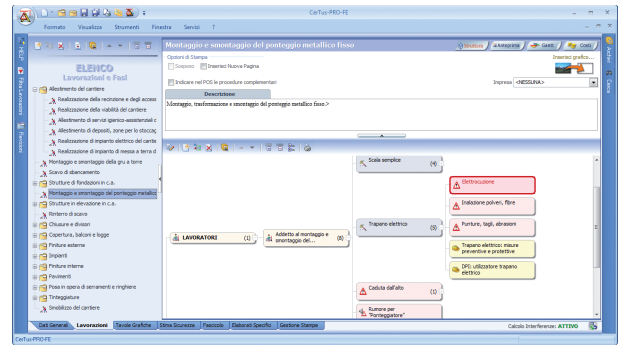 CerTus-PRO-FE
Formato Visualizza Strumenti Finestra Servizi ?
HELP
Filtra Lavorazioni
Revisioni
ELENCO
Lavorazioni e Fasi
Allestimento del cantiere
Realizzazione della recinzione e degli access
Realizzazione della viabilità del cantiere
Allestimento di servizi igienico-assistenziali c
Allestimento di depositi, zone per lo stoccag
Realizzazione di impianto elettrico del cantie
Realizzazione di impianto di messa a terra d
Montaggio e smontaggio della gru a torre
Scavo di sbancamento
Strutture di fondazioni in c.a.
Montaggio e smontaggio del ponteggio metallico
Strutture in elevazione in c.a.
Rinterro di scavo
Chiusure e divisori
Copertura, balconi e logge
Finiture esterne
Impianti
Finiture interne
Pavimenti
Posa in opera di serramenti e ringhiere
Tinteggiature
Smobilizzo del cantiere
Montaggio e smontaggio del ponteggio metallico fisso
Struttura Anteprima Gantt Costi
Opzioni di Stampa
Sospeso Inserisci Nuova Pagina
Inserisci grafico...
Indicare nel POS le procedure complementari
Impresa <NESSUNA>
Descrizione
Montaggio, trasformazione e smontaggio del ponteggio metallico fisso.>
LAVORATORI (1)
Addetto al montaggio e smontaggio del... (8)
Scala semplice (4)
Trapano elettrico (5)
Elettrocuzione
Inalazione polveri, fibre
Punture, tagli, abrasioni
Trapano elettrico: misure preventive e protettive
DPI: utilizzatore trapano elettrico
Caduta dall'alto (1)
Rumore per "Ponteggiatore"
Archivi
Cerca
Dati Generali Lavorazioni Tavole Grafiche Stima Sicurezza Fascicolo Elaborati Specifici Gestione Stampe
Calcolo Interferenze: ATTIVO
CerTus-PRO-FE